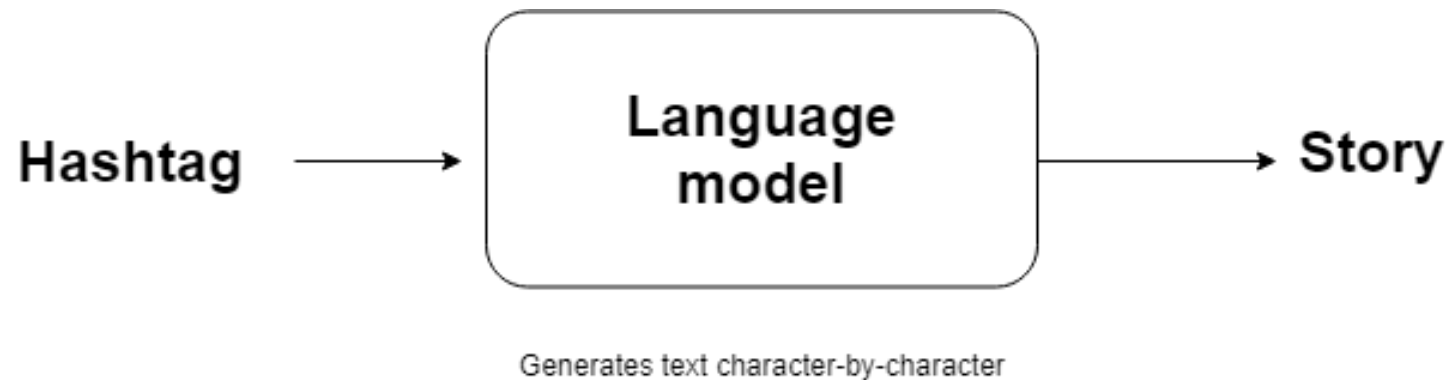 Hashtag
Language
model
Story
Generates text character-by-character